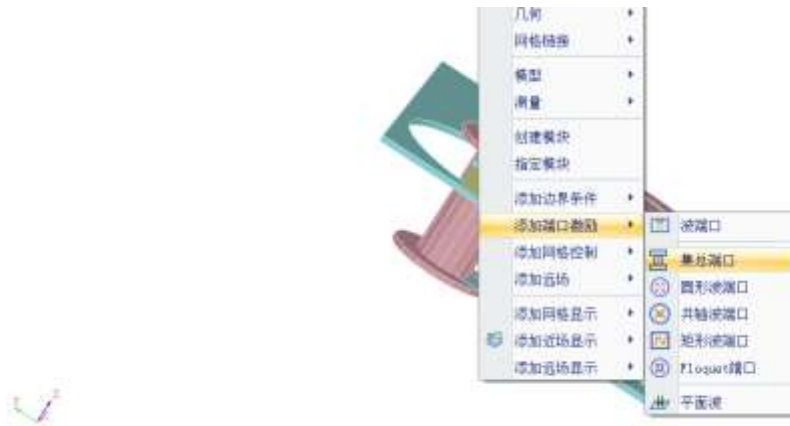 几何
网格链接
模型
测量
创建模块
指定模块
添加边界条件
添加端口激励
添加网格控制
添加远场
添加网格显示
添加近场显示
添加远场显示
波端口
集总端口
圆形波端口
共轴波端口
矩形波端口
Floquet端口
平面波